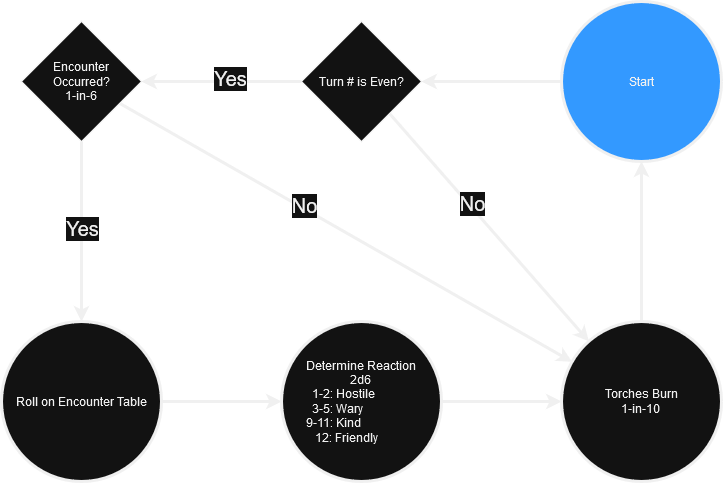 Encounter
Occurred?
1-in-6
Yes
Turn # is Even?
Start
No
No
Yes
Roll on Encounter Table
Determine Reaction
2d6
1-2: Hostile
3-5: Wary
9-11: Kind
12: Friendly
Torches Burn
1-in-10